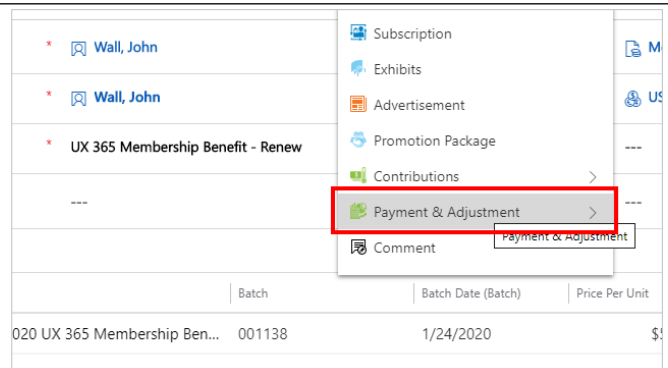 Subscription
* Wall, John
Exhibits
* Wall, John US
Advertisement
* UX 365 Membership Benefit - Renew ---
Promotion Package
Contributions >
--- ---
Payment & Adjustment >
Payment & Adjustment
Comment
Batch Batch Date (Batch) Price Per Unit
020 UX 365 Membership Ben... 001138 1/24/2020